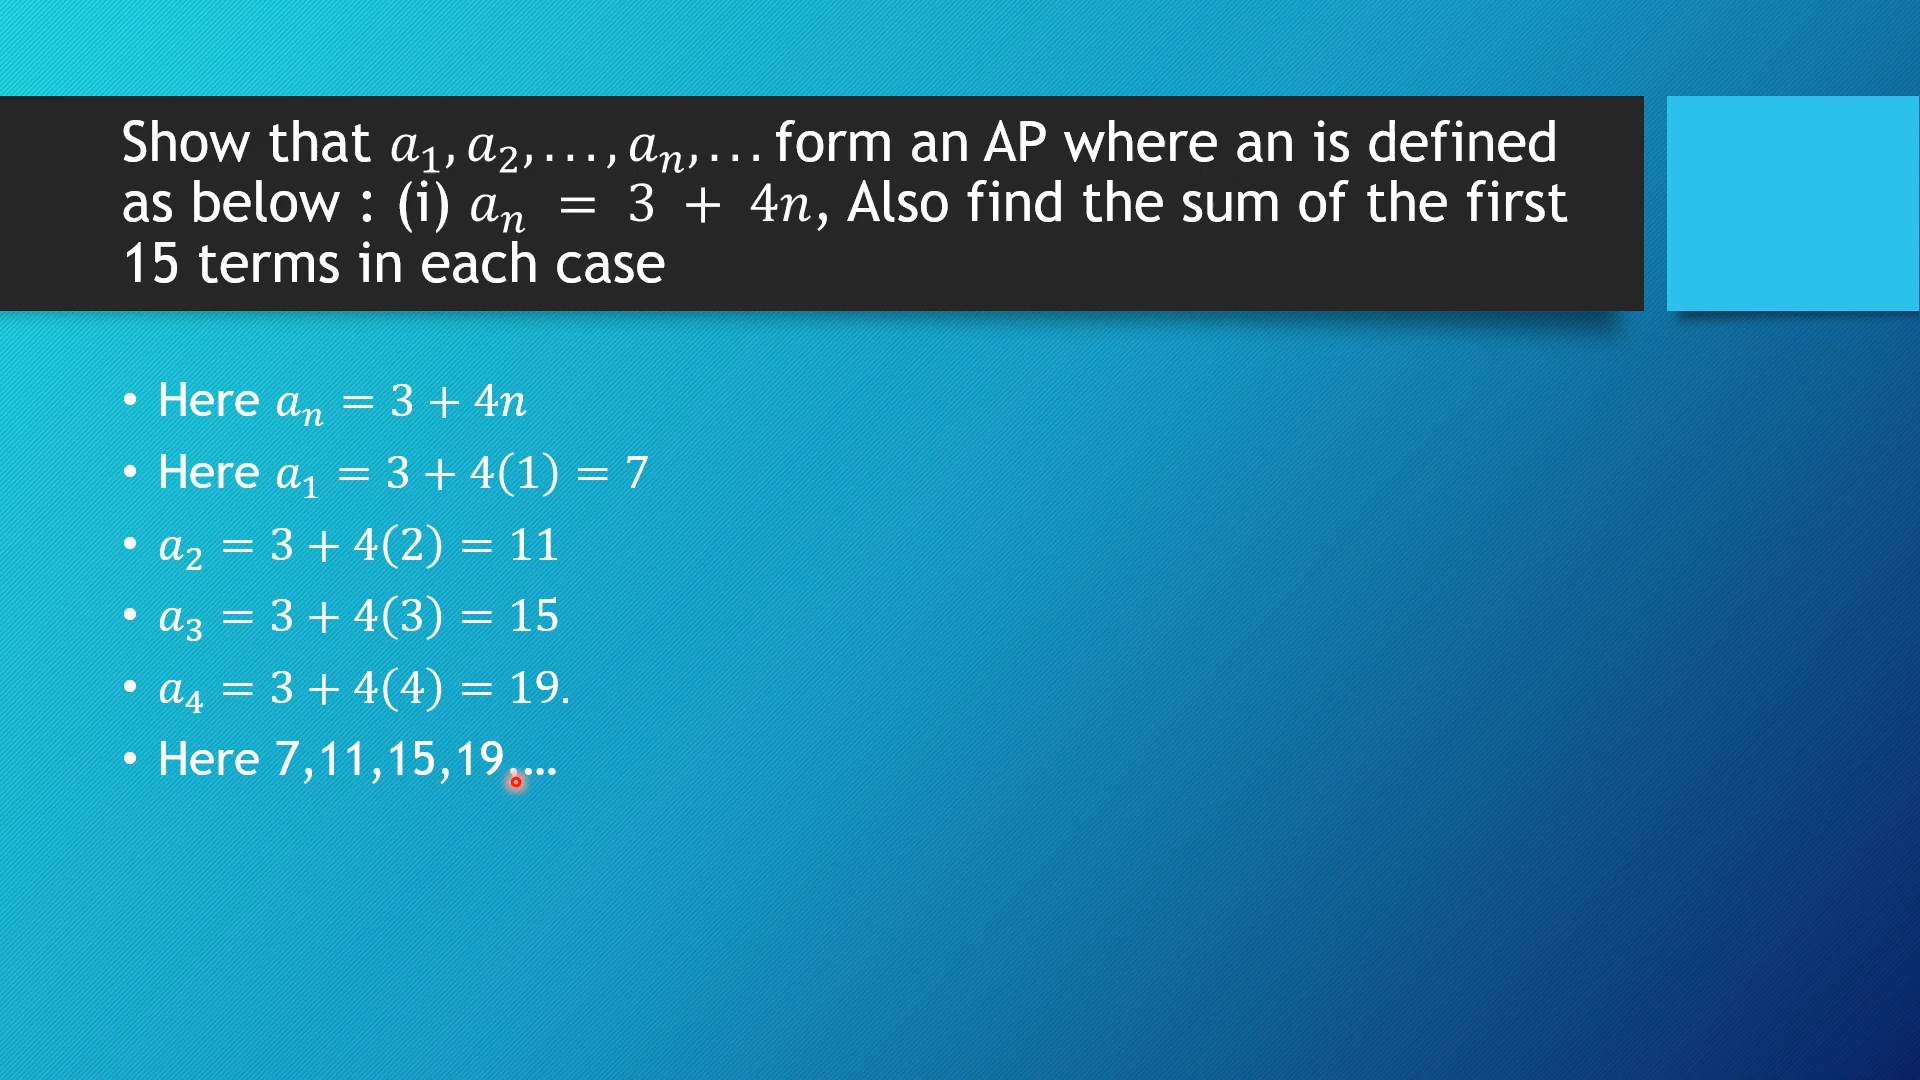 Show that a₁, a₂, . . . , aₙ, . . . form an AP where an is defined
as below : (i) aₙ = 3 + 4n, Also find the sum of the first
15 terms in each case
• Here aₙ = 3 + 4n
• Here a₁ = 3 + 4(1) = 7
• a₂ = 3 + 4(2) = 11
• a₃ = 3 + 4(3) = 15
• a₄ = 3 + 4(4) = 19.
• Here 7,11,15,19,…